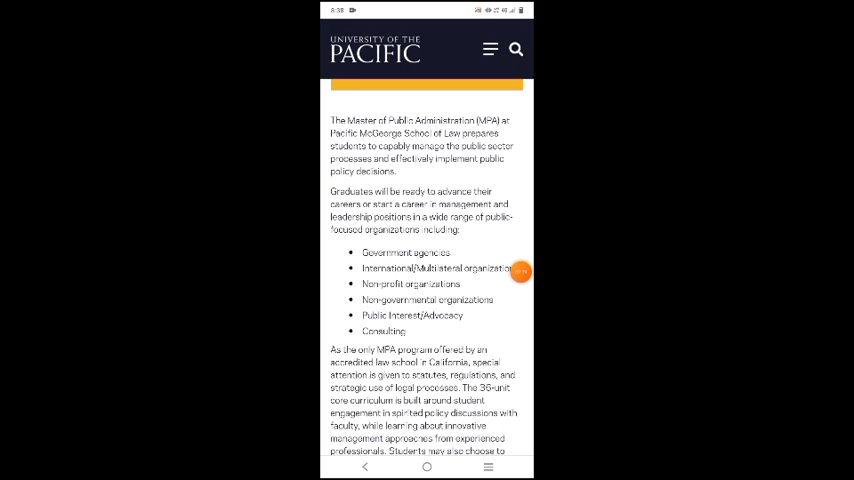 8:38
UNIVERSITY OF THE
PACIFIC
The Master of Public Administration (MPA) at
Pacific McGeorge School of Law prepares
students to capably manage the public sector
processes and effectively implement public
policy decisions.
Graduates will be ready to advance their
careers or start a career in management and
leadership positions in a wide range of public-
focused organizations including:
• Government agencies
• International/Multilateral organization
• Non-profit organizations
• Non-governmental organizations
• Public Interest/Advocacy
• Consulting
As the only MPA program offered by an
accredited law school in California, special
attention is given to statutes, regulations, and
strategic use of legal processes. The 36-unit
core curriculum is built around student
engagement in spirited policy discussions with
faculty, while learning about innovative
management approaches from experienced
professionals. Students may also choose to